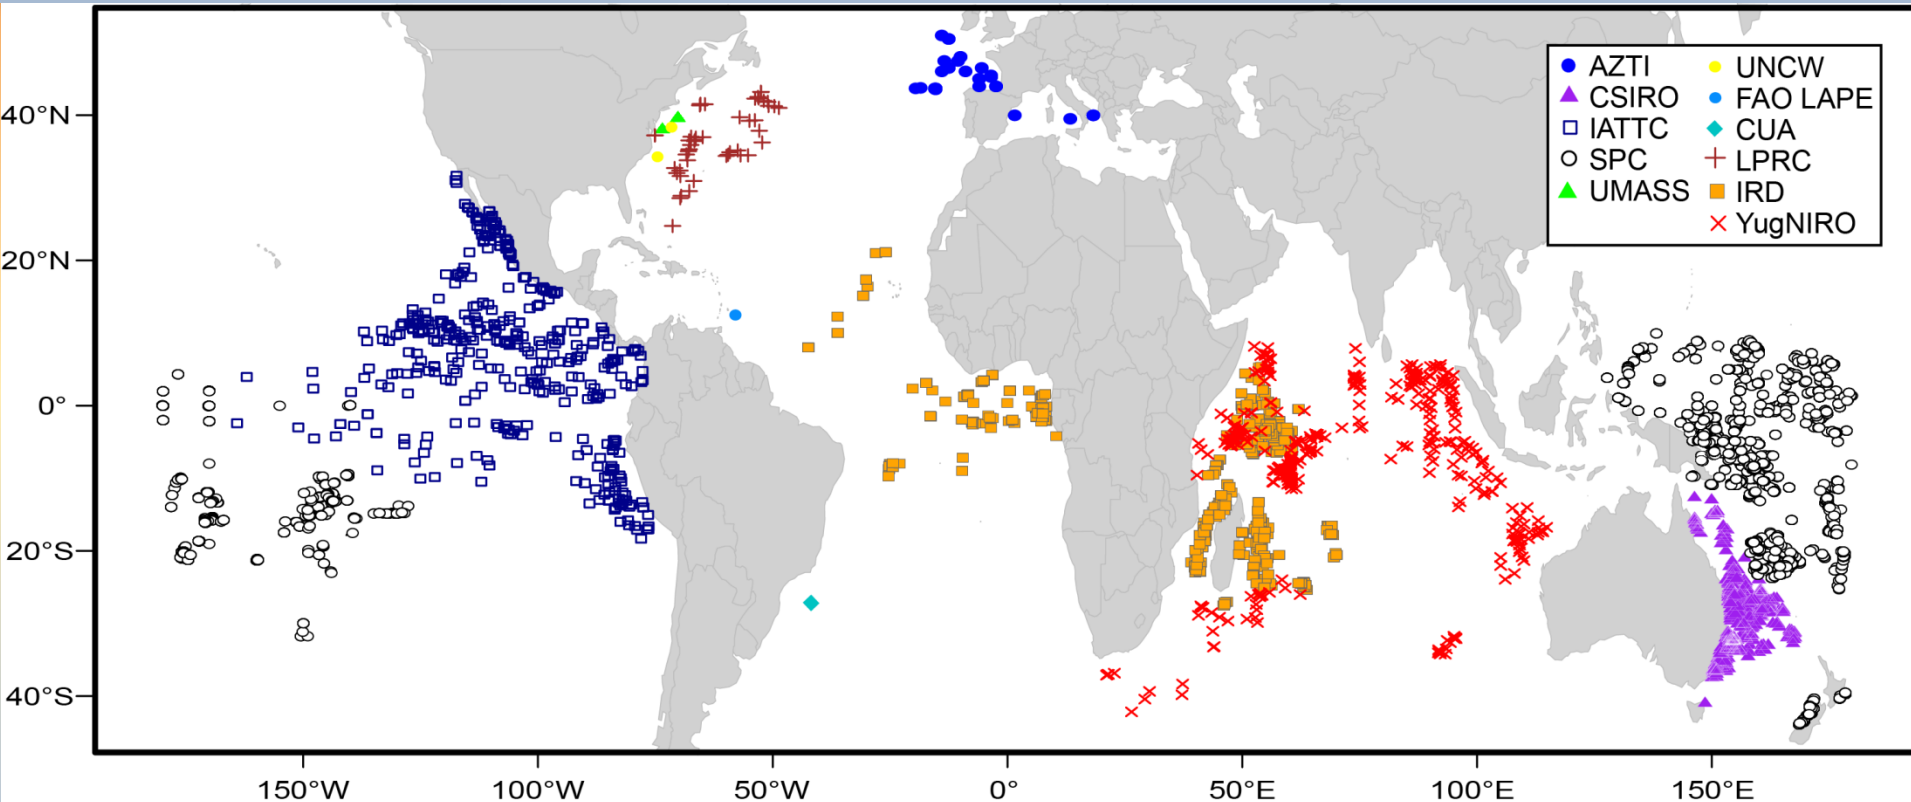 AZTI
CSIRO
IATTC
SPC
UMASS
UNCW
FAO LAPE
CUA
LPRC
IRD
YugNIRO
40°N
20°N
0°
20°S
40°S
150°W
100°W
50°W
0°
50°E
100°E
150°E